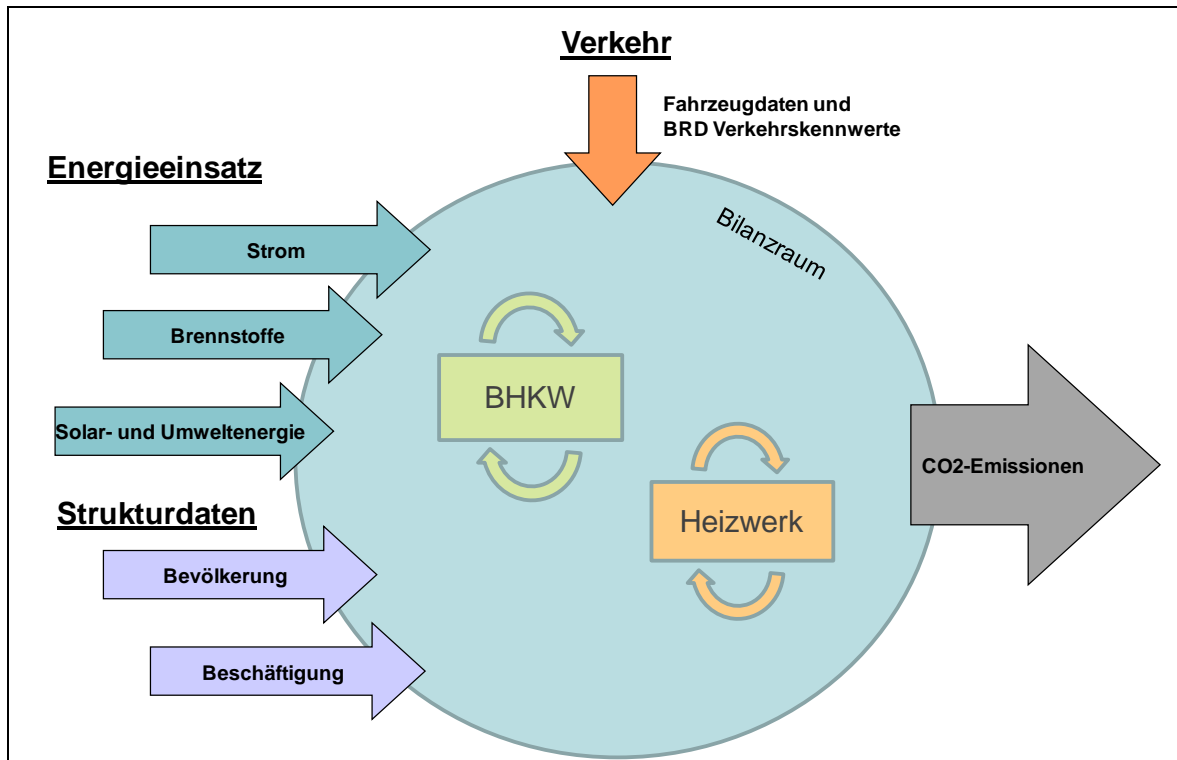 Verkehr
Fahrzeugdaten und
BRD Verkehrskennwerte
Energieeinsatz
Strom
Brennstoffe
Solar- und Umweltenergie
Strukturdaten
Bevölkerung
Beschäftigung
Bilanzraum
BHKW
Heizwerk
CO2-Emissionen